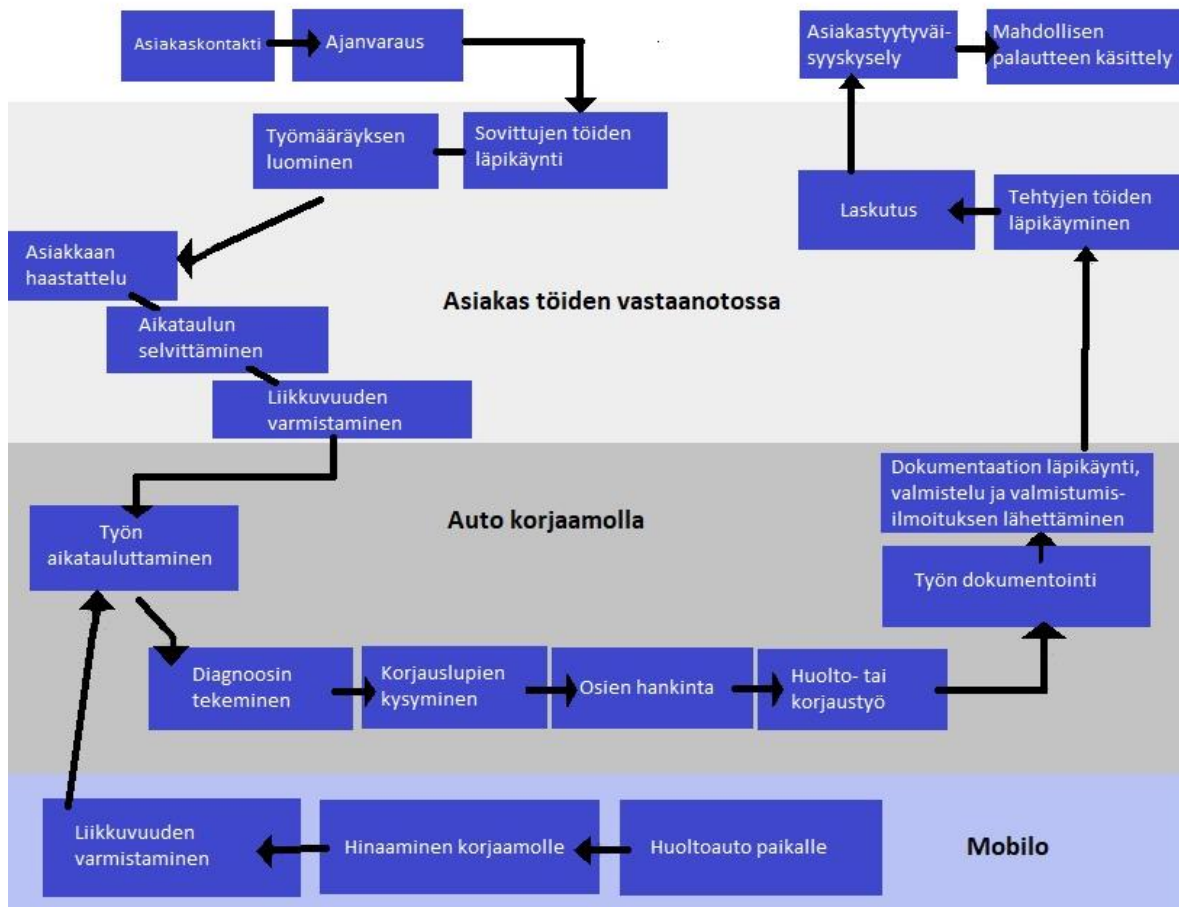 Asiakaskontakti
Ajanvaraus
Asiakastyytyväi-
syyskysely
Mahdollisen
palautteen käsittely
Työmääräyksen
luominen
Sovittujen töiden
läpikäynti
Laskutus
Tehtyjen töiden
läpikäyminen
Asiakkaan
haastattelu
Asiakas töiden vastaanotossa
Aikataulun
selvittäminen
Liikkuvuuden
varmistaminen
Dokumentaation läpikäynti,
valmistelu ja valmistumis-
ilmoituksen lähettäminen
Auto korjaamolla
Työn
aikatauluttaminen
Työn dokumentointi
Diagnoosin
tekeminen
Korjauslupien
kysyminen
Osien hankinta
Huolto- tai
korjaustyö
Liikkuvuuden
varmistaminen
Hinaaminen korjaamolle
Huoltoauto paikalle
Mobilo